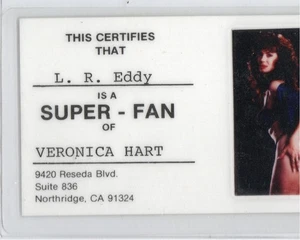 THIS CERTIFIES
THAT
L. R. Eddy
IS A
SUPER - FAN
OF
VERONICA HART
9420 Reseda Blvd.
Suite 836
Northridge, CA 91324